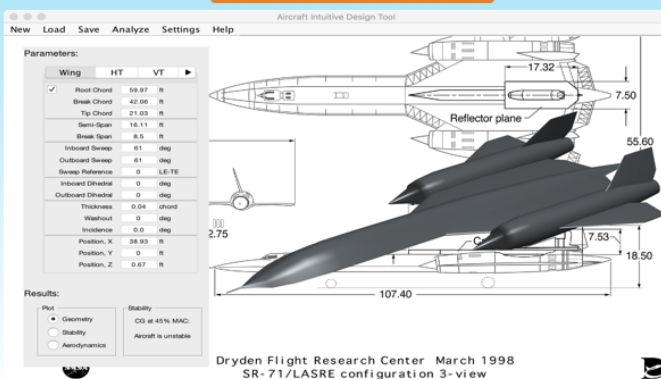 Aircraft Intuitive Design Tool
New Load Save Analyze Settings Help
Parameters:
Wing HT VT
Root Chord 59.97 ft
Break Chord 42.06 ft
Tip Chord 21.03 ft
Semi-Span 16.11 ft
Break Span 8.5 ft
Inboard Sweep 61 deg
Outboard Sweep 61 deg
Sweep Reference 0 LE-TE
Inboard Dihedral 0 deg
Outboard Dihedral 0 deg
Thickness 0.04 chord
Washout 0 deg
Incidence 0.0 deg
Position, X 38.93 ft
Position, Y 0 ft
Position, Z 0.67 ft
Results:
Plot
Geometry
Stability
Aerodynamics
Stability
CG at 45% MAC:
Aircraft is unstable
17.32
7.50
Reflector plane
55.60
2.75
7.53
18.50
107.40
Dryden Flight Research Center March 1998
SR-71/LASRE configuration 3-view